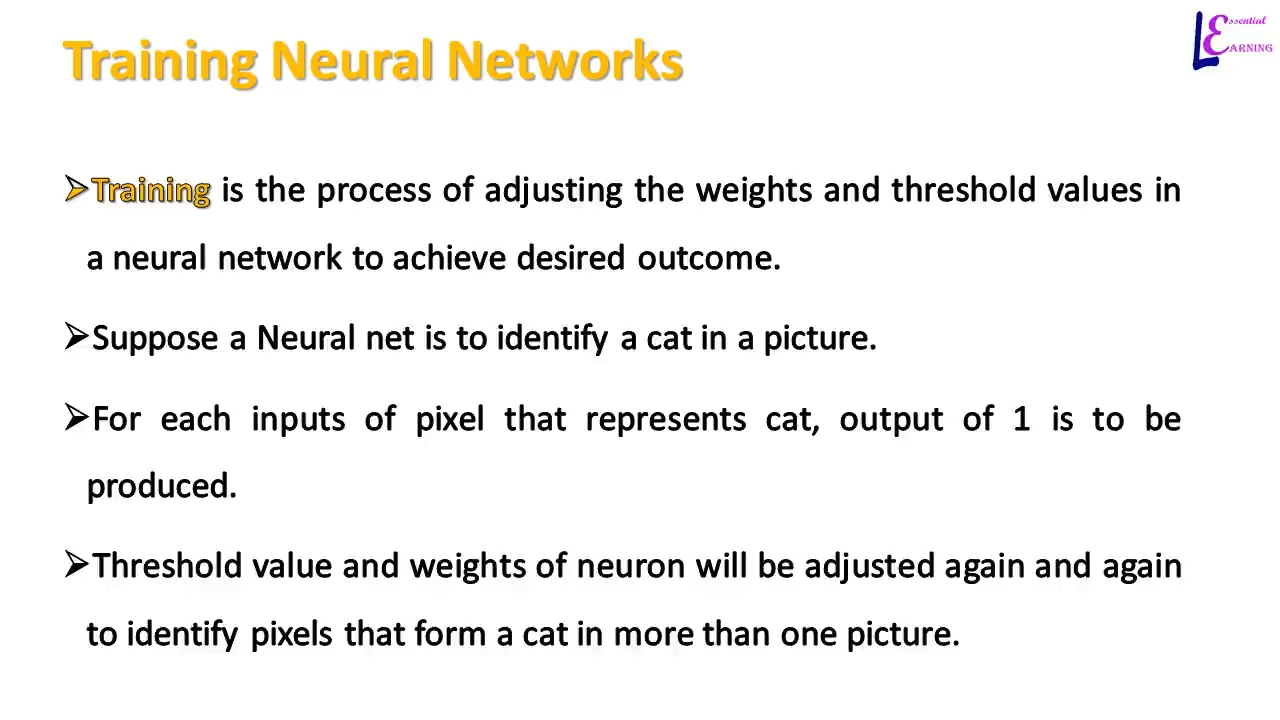 Training Neural Networks
Essential
LEARNING
➢Training is the process of adjusting the weights and threshold values in
a neural network to achieve desired outcome.
➢Suppose a Neural net is to identify a cat in a picture.
➢For each inputs of pixel that represents cat, output of 1 is to be
produced.
➢Threshold value and weights of neuron will be adjusted again and again
to identify pixels that form a cat in more than one picture.